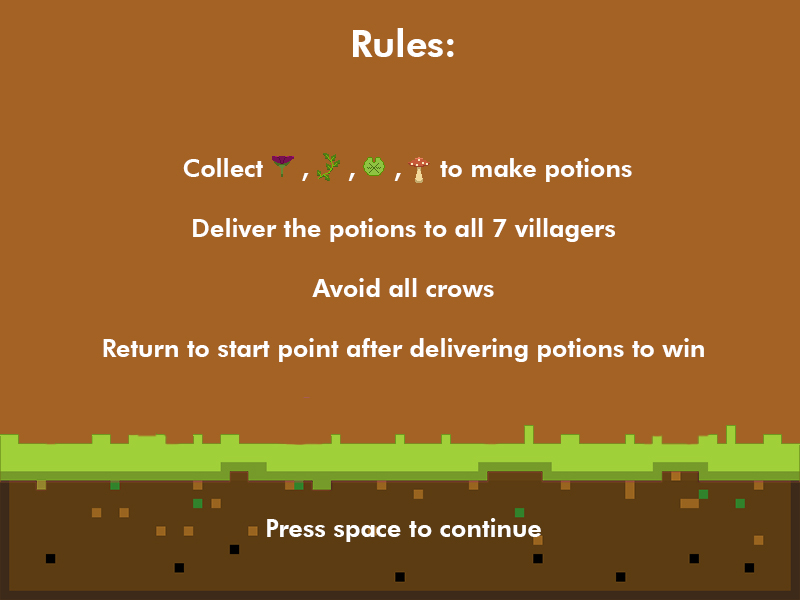 Rules:
Collect , , , to make potions
Deliver the potions to all 7 villagers
Avoid all crows
Return to start point after delivering potions to win
Press space to continue